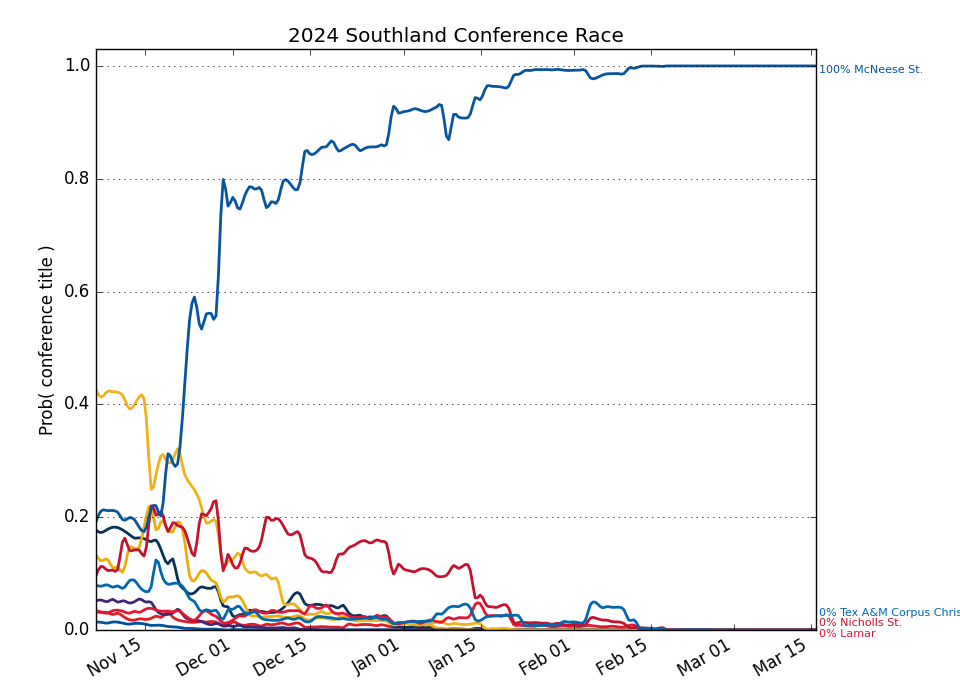 2024 Southland Conference Race
Prob( conference title )
1.0
0.8
0.6
0.4
0.2
0.0
Nov 15
Dec 01
Dec 15
Jan 01
Jan 15
Feb 01
Feb 15
Mar 01
Mar 15
100% McNeese St.
0% Tex A&M Corpus Chris
0% Nicholls St.
0% Lamar